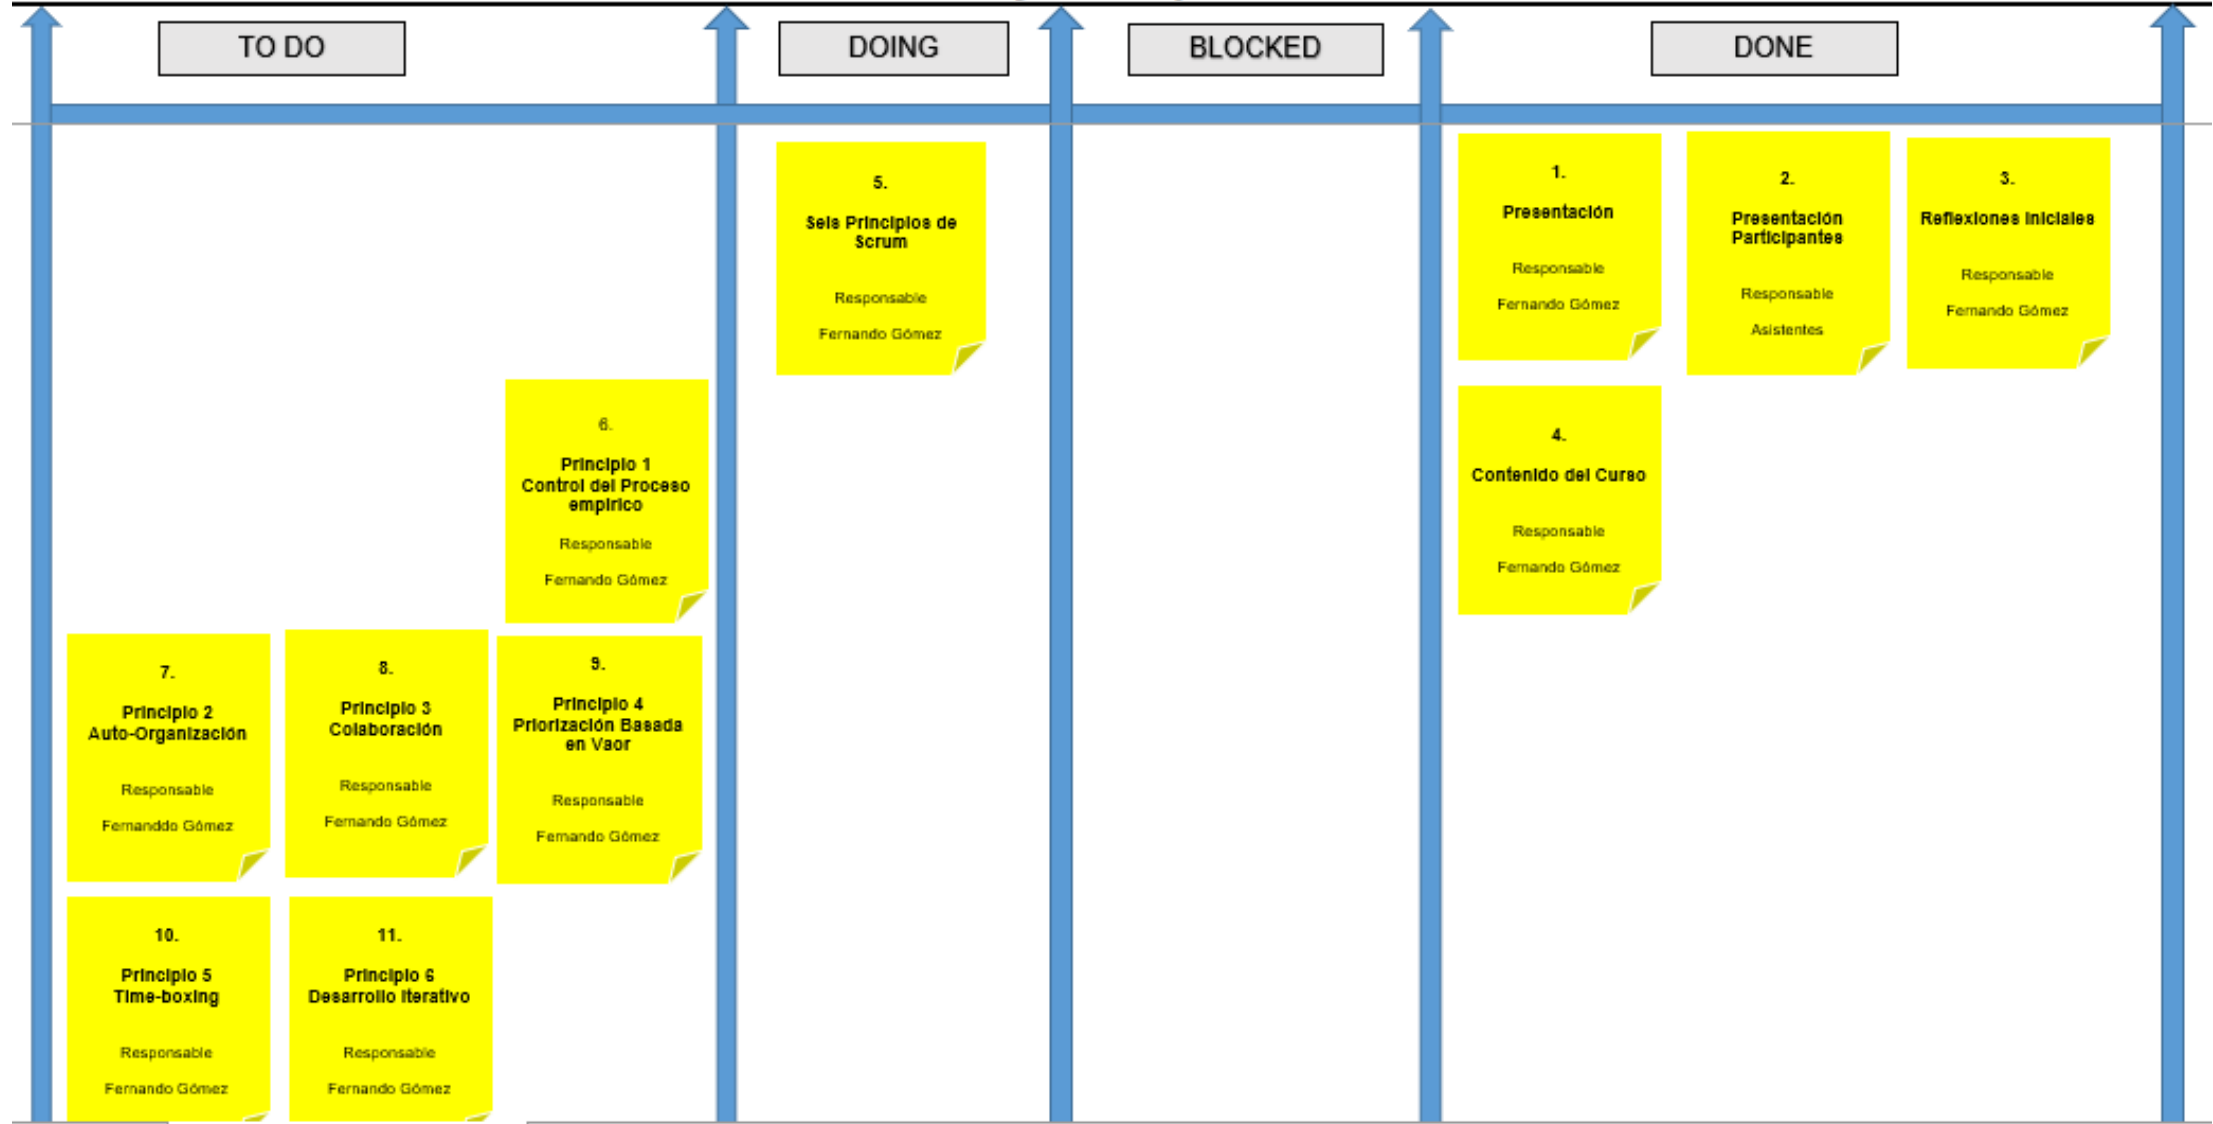 TO DO
DOING
BLOCKED
DONE
5.
Seis Principios de
Scrum
Responsable
Fernando Gómez
1.
Presentación
Responsable
Fernando Gómez
2.
Presentación
Participantes
Responsable
Asistentes
3.
Reflexiones Iniciales
Responsable
Fernando Gómez
6.
Principio 1
Control del Proceso
empírico
Responsable
Fernando Gómez
4.
Contenido del Curso
Responsable
Fernando Gómez
7.
Principio 2
Auto-Organización
Responsable
Fernanddo Gómez
8.
Principio 3
Colaboración
Responsable
Fernando Gómez
9.
Principio 4
Priorización Basada
en Vaor
Responsable
Fernando Gómez
10.
Principio 5
Time-boxing
Responsable
Fernando Gómez
11.
Principio 6
Desarrollo Iterativo
Responsable
Fernando Gómez